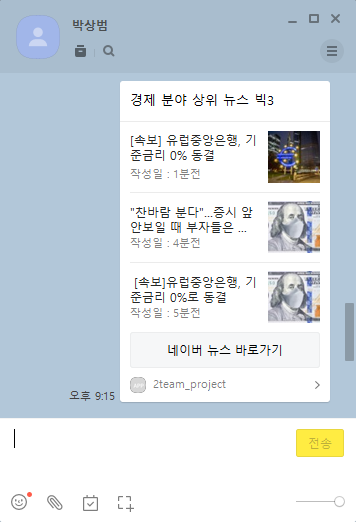 박상범
경제 분야 상위 뉴스 빅3
[속보] 유럽중앙은행, 기
준금리 0% 동결
작성일 : 1분전
"찬바람 분다"...증시 앞
안보일 때 부자들은 ...
작성일 : 4분전
[속보]유럽중앙은행, 기
준금리 0%로 동결
작성일 : 5분전
네이버 뉴스 바로가기
2team_project
오후 9:15
전송